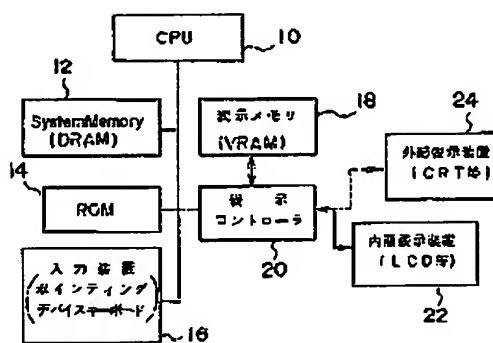 CPU
10
12
SystemMemory
(DRAM)
表示メモリ
(VRAM)
18
24
外部表示装置
(CRT等)
14
ROM
表示
コントローラ
20
内部表示装置
(LCD等)
22
入力装置
ポインティング
デバイスキーボード
16